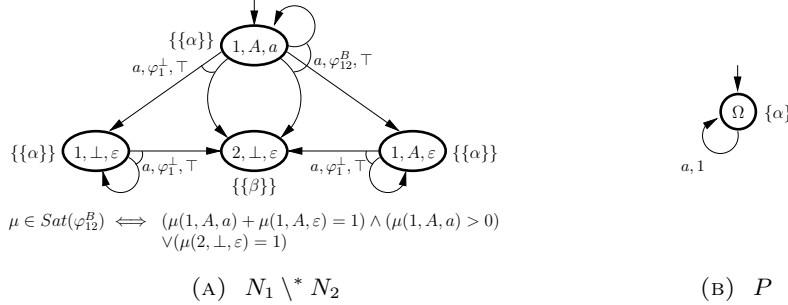 {{α}}
1, A, a
a, φ₁^⊥, ⊤
a, φ₁₂^B, ⊤
Ω
{α}
a, 1
{{α}}
1, ⊥, ε
a, φ₁^⊥, ⊤
2, ⊥, ε
{{β}}
a, φ₁^⊥, ⊤
1, A, ε
{{α}}
μ ∈ Sat(φ₁₂^B) ⟺ (μ(1, A, a) + μ(1, A, ε) = 1) ∧ (μ(1, A, a) > 0)
∨(μ(2, ⊥, ε) = 1)
(A) N₁ \* N₂
(B) P